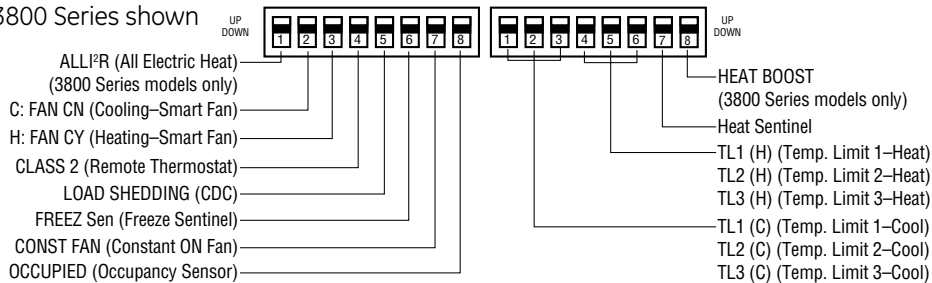 3800 Series shown
UP
DOWN
1 2 3 4 5 6 7 8
1 2 3 4 5 6 7 8
UP
DOWN
ALLI²R (All Electric Heat)
(3800 Series models only)
C: FAN CN (Cooling–Smart Fan)
H: FAN CY (Heating–Smart Fan)
CLASS 2 (Remote Thermostat)
LOAD SHEDDING (CDC)
FREEZ Sen (Freeze Sentinel)
CONST FAN (Constant ON Fan)
OCCUPIED (Occupancy Sensor)
HEAT BOOST
(3800 Series models only)
Heat Sentinel
TL1 (H) (Temp. Limit 1–Heat)
TL2 (H) (Temp. Limit 2–Heat)
TL3 (H) (Temp. Limit 3–Heat)
TL1 (C) (Temp. Limit 1–Cool)
TL2 (C) (Temp. Limit 2–Cool)
TL3 (C) (Temp. Limit 3–Cool)